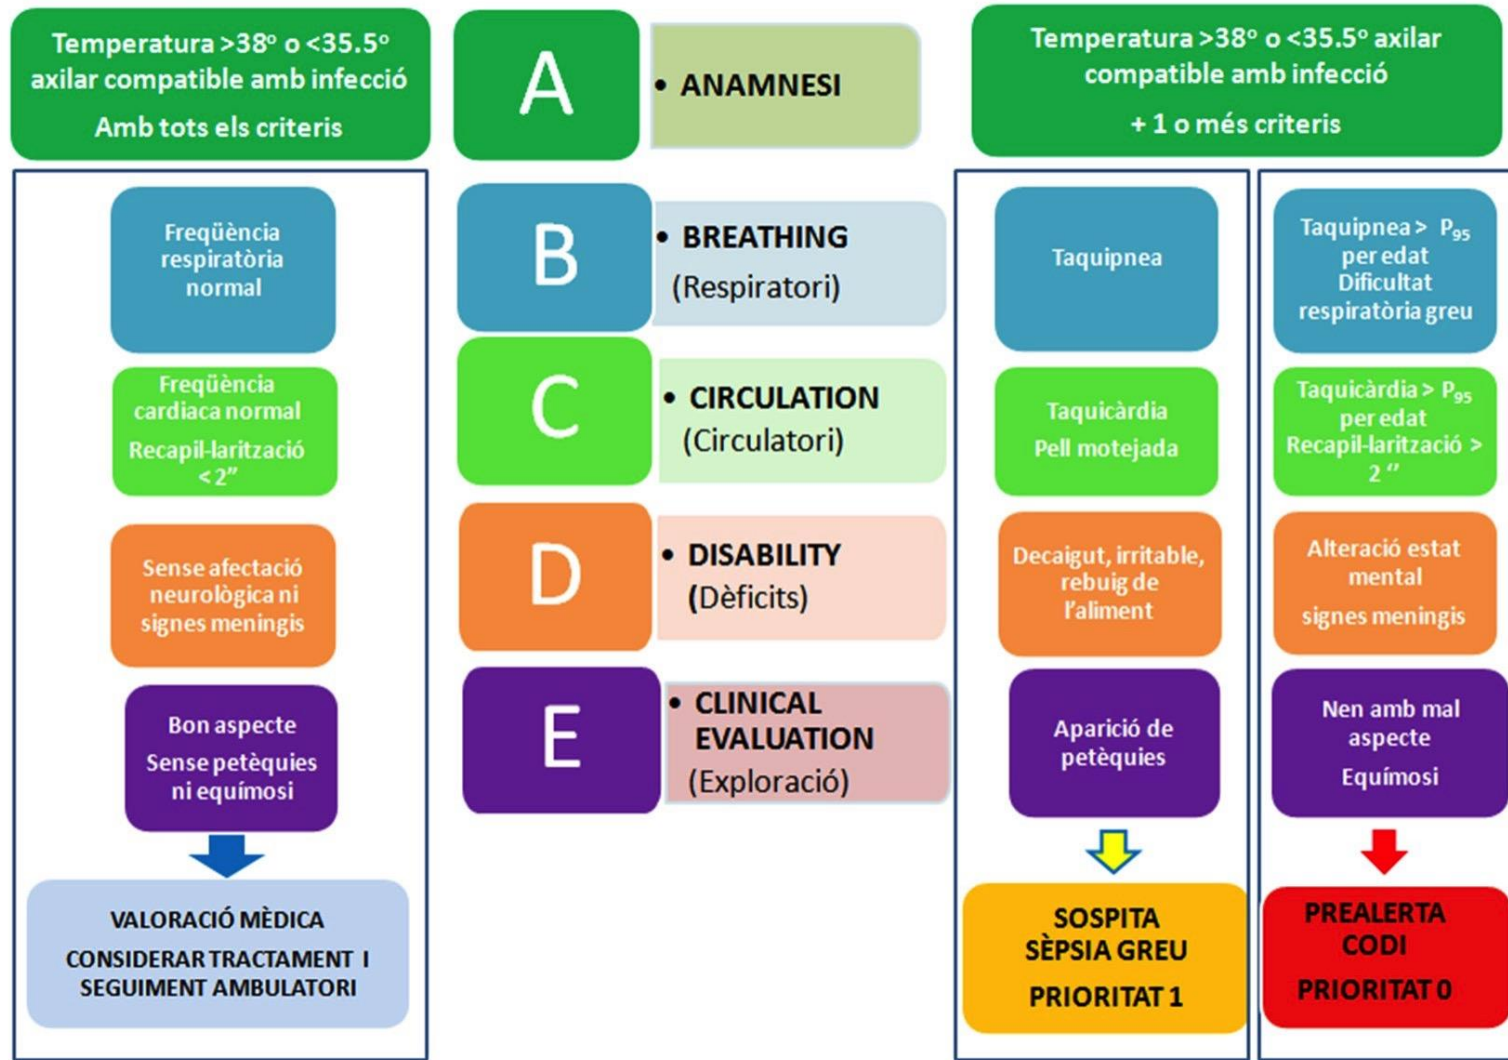 Temperatura >38º o <35.5º
axilar compatible amb infecció
Amb tots els criteris
Freqüència
respiratòria
normal
Freqüència
cardiaca normal
Recapil-larització
< 2”
Sense afectació
neurològica ni
signes meningis
Bon aspecte
Sense petèquies
ni equímosi
VALORACIÓ MÈDICA
CONSIDERAR TRACTAMENT I
SEGUIMENT AMBULATORI
A
• ANAMNESI
B
• BREATHING
(Respiratori)
C
• CIRCULATION
(Circulatori)
D
• DISABILITY
(Dèficits)
E
• CLINICAL
EVALUATION
(Exploració)
Temperatura >38º o <35.5º axilar
compatible amb infecció
+ 1 o més criteris
Taquipnea
Taquicàrdia
Pell motejada
Decaigut, irritable,
rebuig de
l’aliment
Aparició de
petèquies
SOSPITA
SÈPSIA GREU
PRIORITAT 1
Taquipnea > P₉₅
per edat
Dificultat
respiratòria greu
Taquicàrdia > P₉₅
per edat
Recapil-larització >
2 ‘’
Alteració estat
mental
signes meningis
Nen amb mal
aspecte
Equímosi
PREALERTA
CODI
PRIORITAT 0